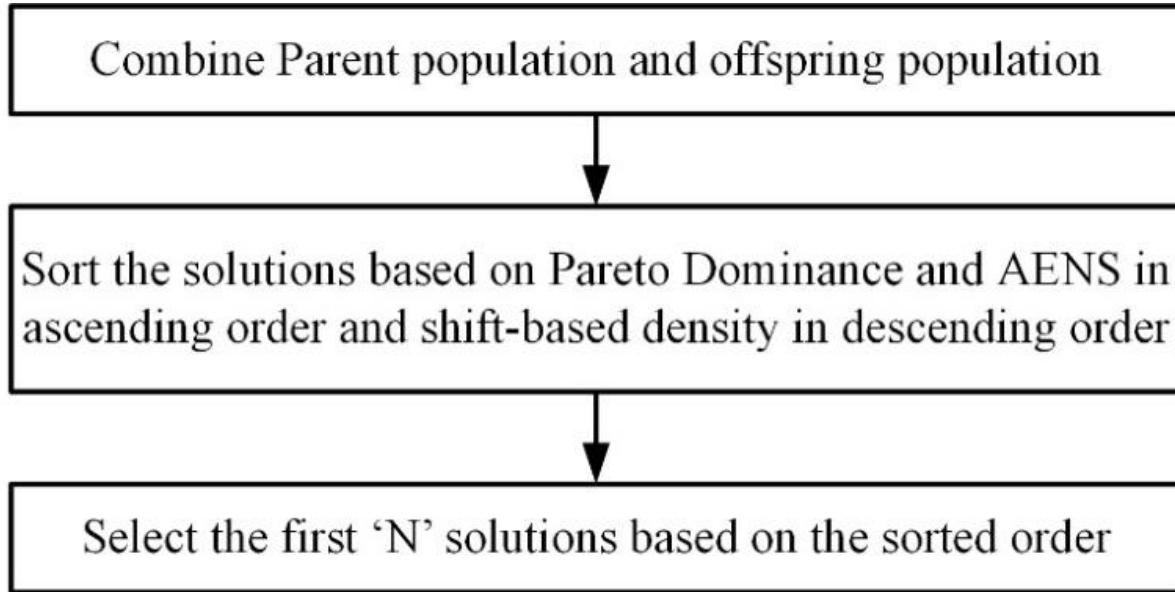 Combine Parent population and offspring population
Sort the solutions based on Pareto Dominance and AENS in
ascending order and shift-based density in descending order
Select the first ‘N’ solutions based on the sorted order